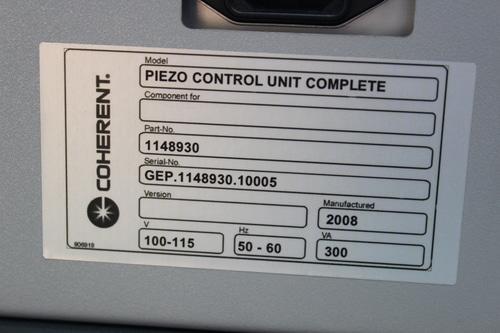 COHERENT.
Model
PIEZO CONTROL UNIT COMPLETE
Component for
Part-No.
1148930
Serial-No.
GEP.1148930.10005
Version
Manufactured
2008
V
100-115
Hz
50 - 60
VA
300
906919